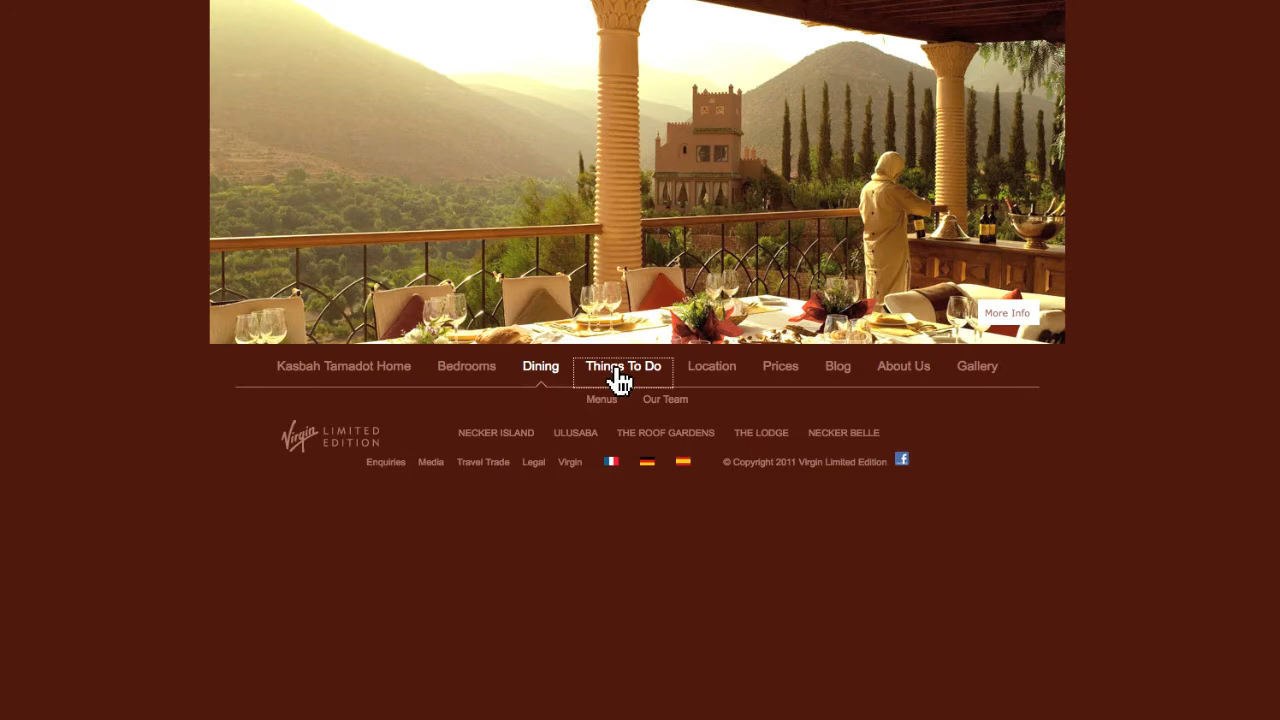 More Info
Kasbah Tamadot Home Bedrooms Dining Things To Do Location Prices Blog About Us Gallery
Menus Our Team
Virgin LIMITED EDITION
NECKER ISLAND ULUSABA THE ROOF GARDENS THE LODGE NECKER BELLE
Enquiries Media Travel Trade Legal Virgin © Copyright 2011 Virgin Limited Edition f